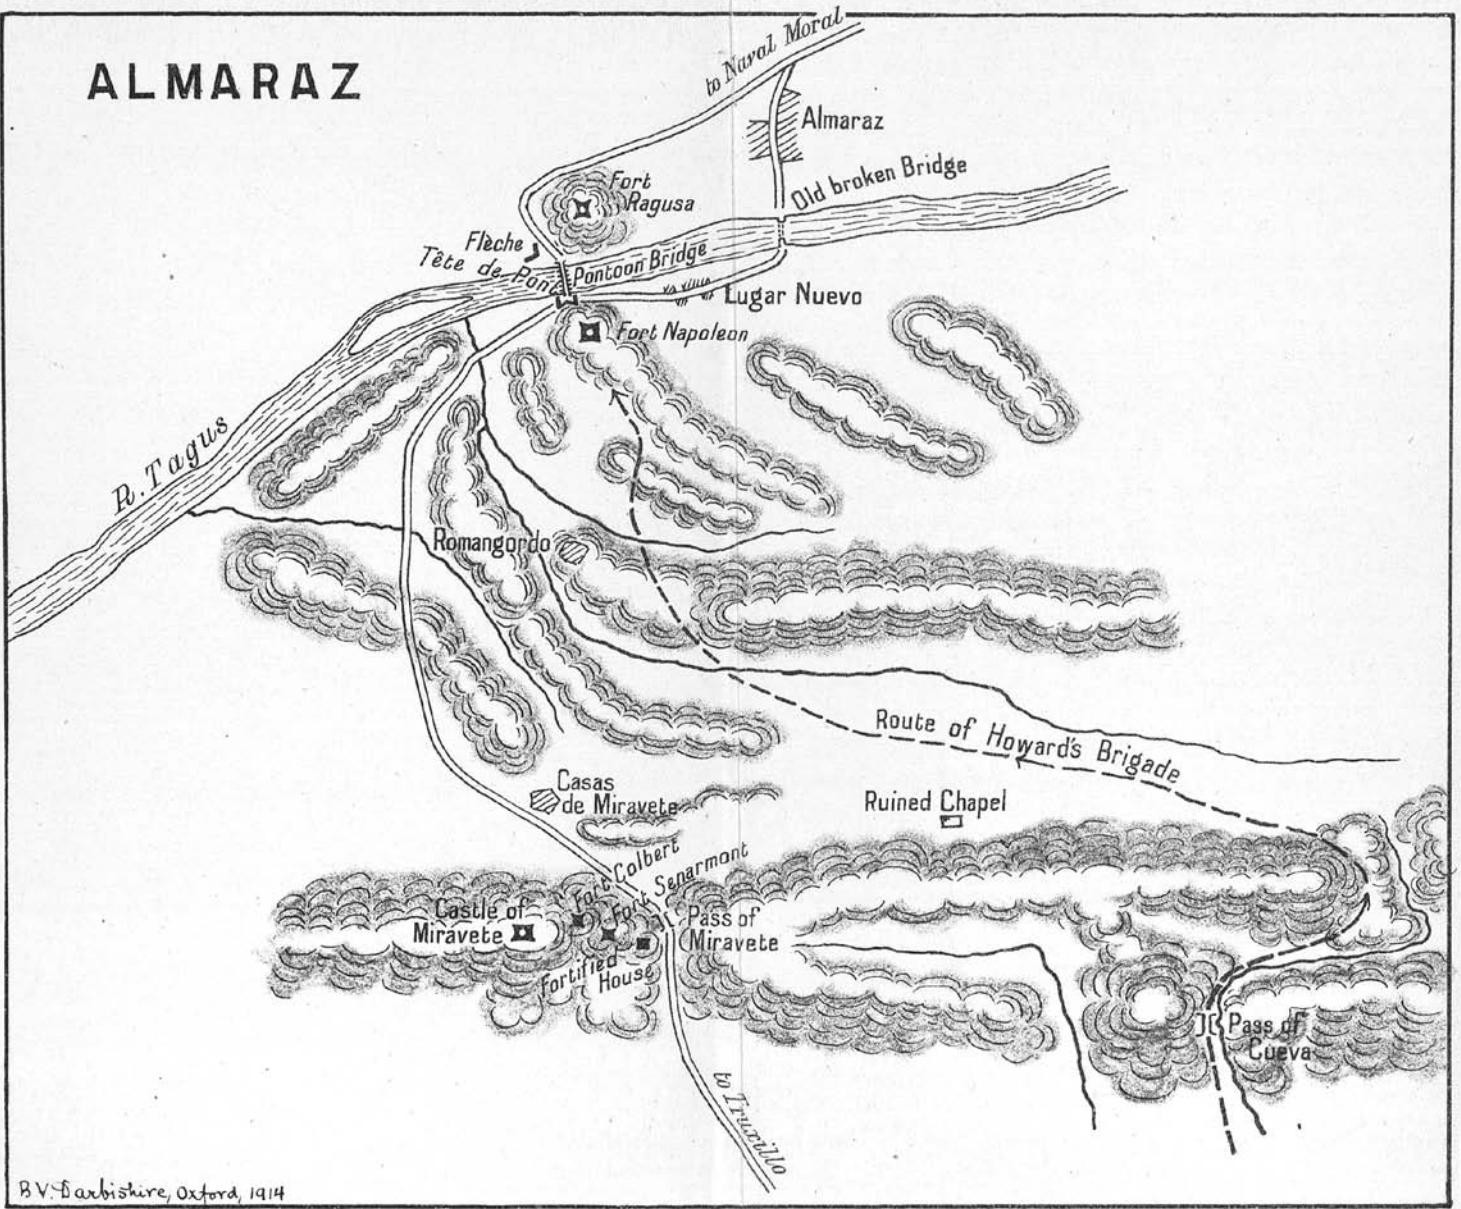 ALMARAZ
to Naval Moral
Almaraz
Old broken Bridge
Fort
Ragusa
Flèche
Tête de Pont
Pontoon Bridge
Lugar Nuevo
Fort Napoleon
R. Tagus
Romangordo
Route of Howard's Brigade
Casas
de Miravete
Ruined Chapel
Fort Colbert
Fort Senarmont
Castle of
Miravete
Pass of
Miravete
Fortified
House
Pass of
Cueva
to Truxillo
B.V. Darbishire, Oxford, 1914